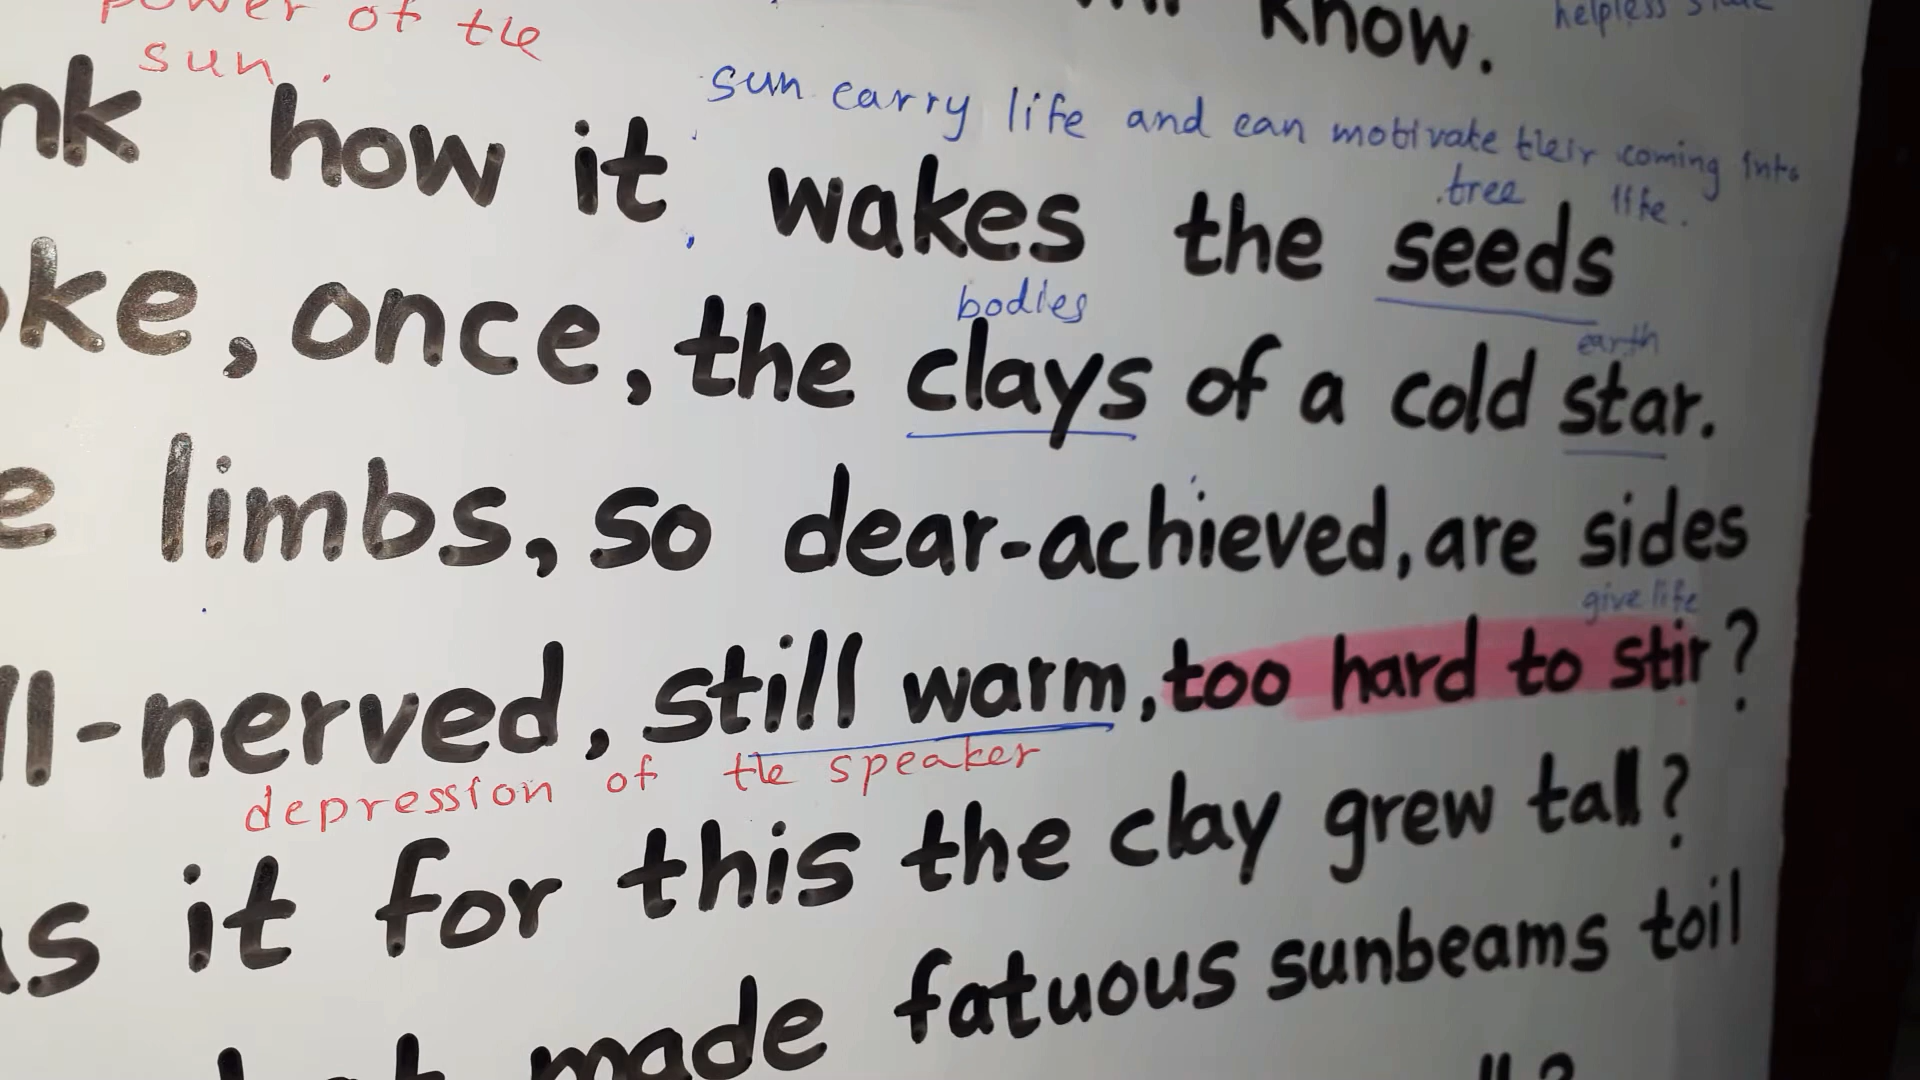 power of the
sun.
know.
helpless state
sun carry life and can motivate their coming into
life.
tree
nk how it wakes the seeds
bodies
earth
oke, once, the clays of a cold star.
e limbs, so dear-achieved, are sides
give life
ll-nerved, still warm, too hard to stir?
depression of the speaker
as it for this the clay grew tall?
made fatuous sunbeams toil